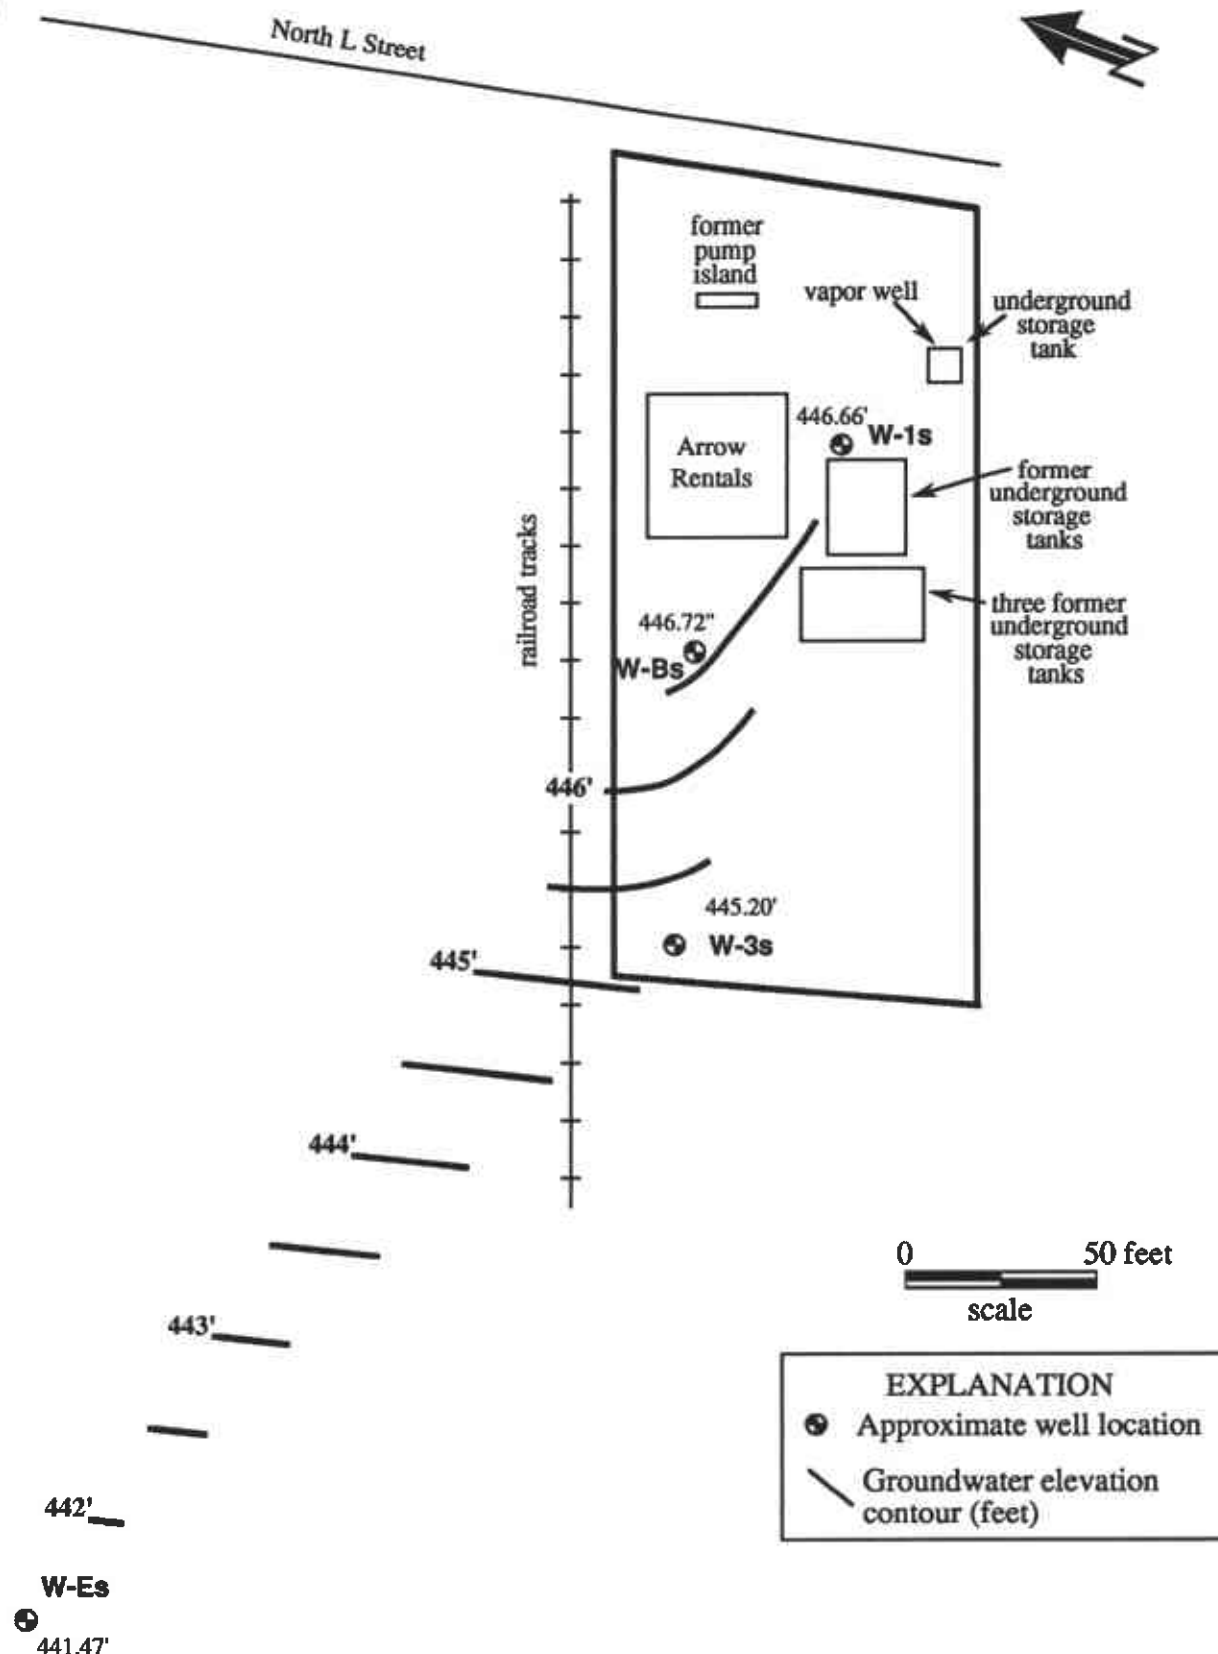 North L Street
N
former
pump
island
vapor well
underground
storage
tank
446.66'
W-1s
Arrow
Rentals
former
underground
storage
tanks
railroad tracks
three former
underground
storage
tanks
446.72"
W-Bs
446'
445.20'
W-3s
445'
444'
0 50 feet
scale
443'
EXPLANATION
Approximate well location
Groundwater elevation
contour (feet)
442'
W-Es
441.47'